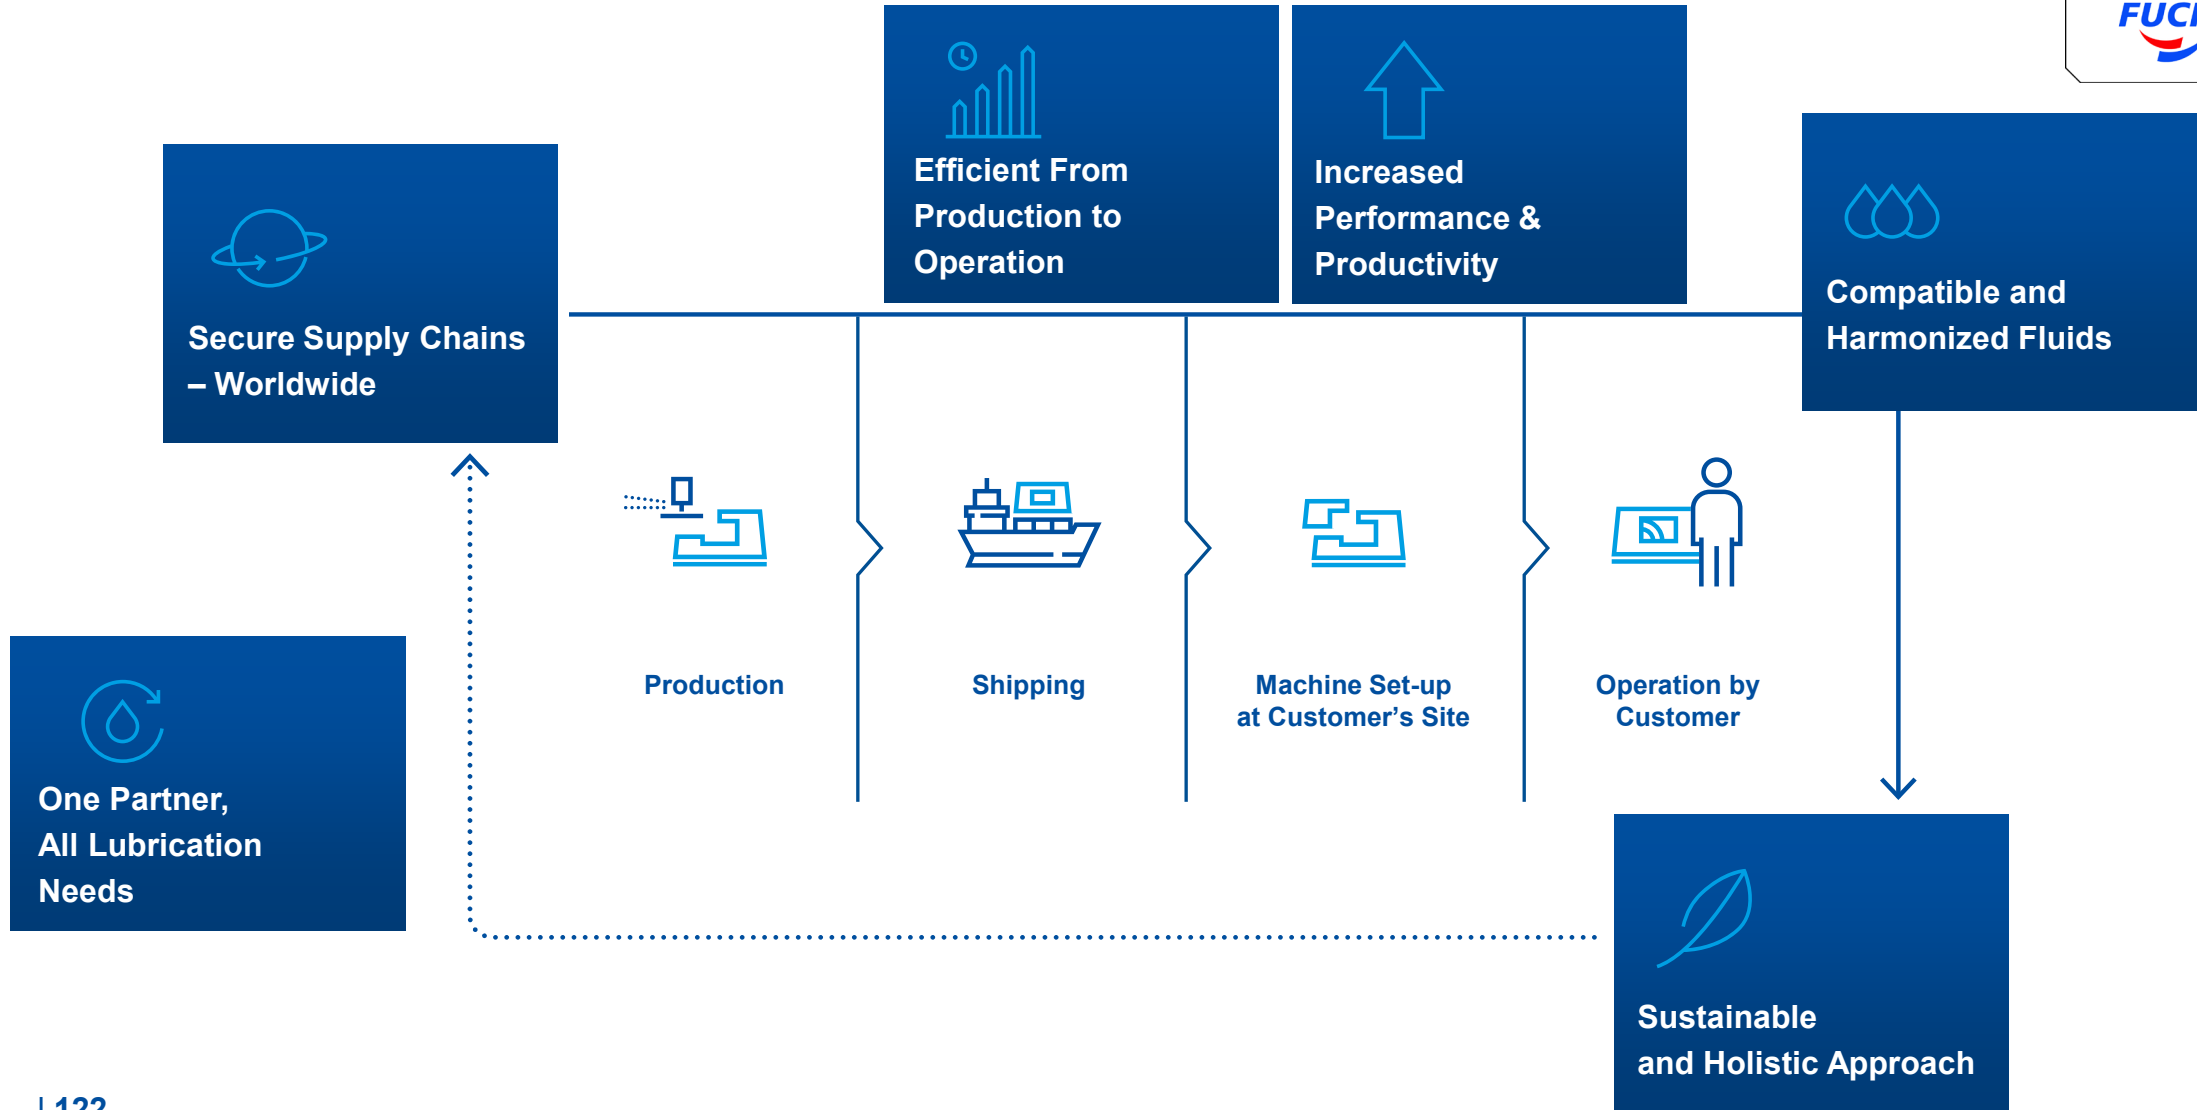 Efficient From
Production to
Operation
Increased
Performance &
Productivity
Secure Supply Chains
– Worldwide
Compatible and
Harmonized Fluids
Production
Shipping
Machine Set-up
at Customer’s Site
Operation by
Customer
One Partner,
All Lubrication
Needs
Sustainable
and Holistic Approach
| 122